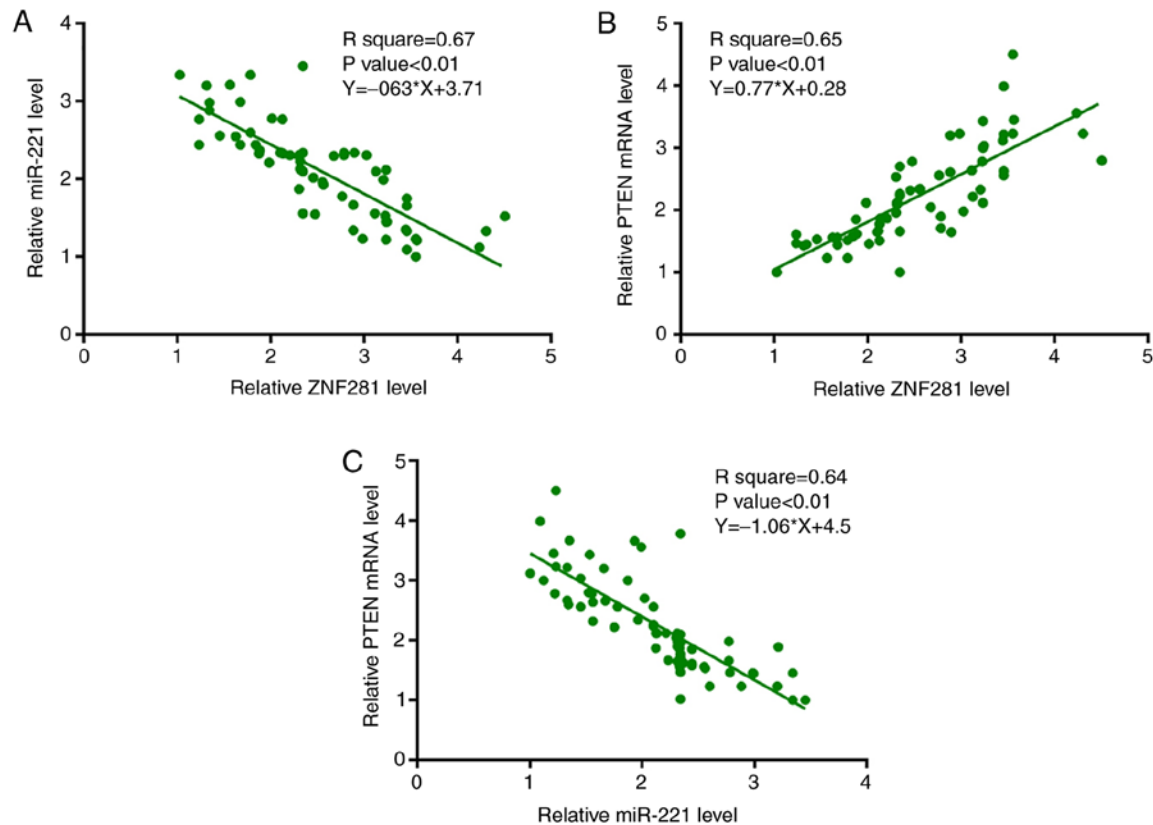 A
R square=0.67
P value<0.01
Y=−063*X+3.71
Relative miR-221 level
4
3
2
1
0
0 1 2 3 4 5
Relative ZNF281 level
B
R square=0.65
P value<0.01
Y=0.77*X+0.28
Relative PTEN mRNA level
5
4
3
2
1
0
0 1 2 3 4 5
Relative ZNF281 level
C
R square=0.64
P value<0.01
Y=−1.06*X+4.5
Relative PTEN mRNA level
5
4
3
2
1
0
0 1 2 3 4
Relative miR-221 level